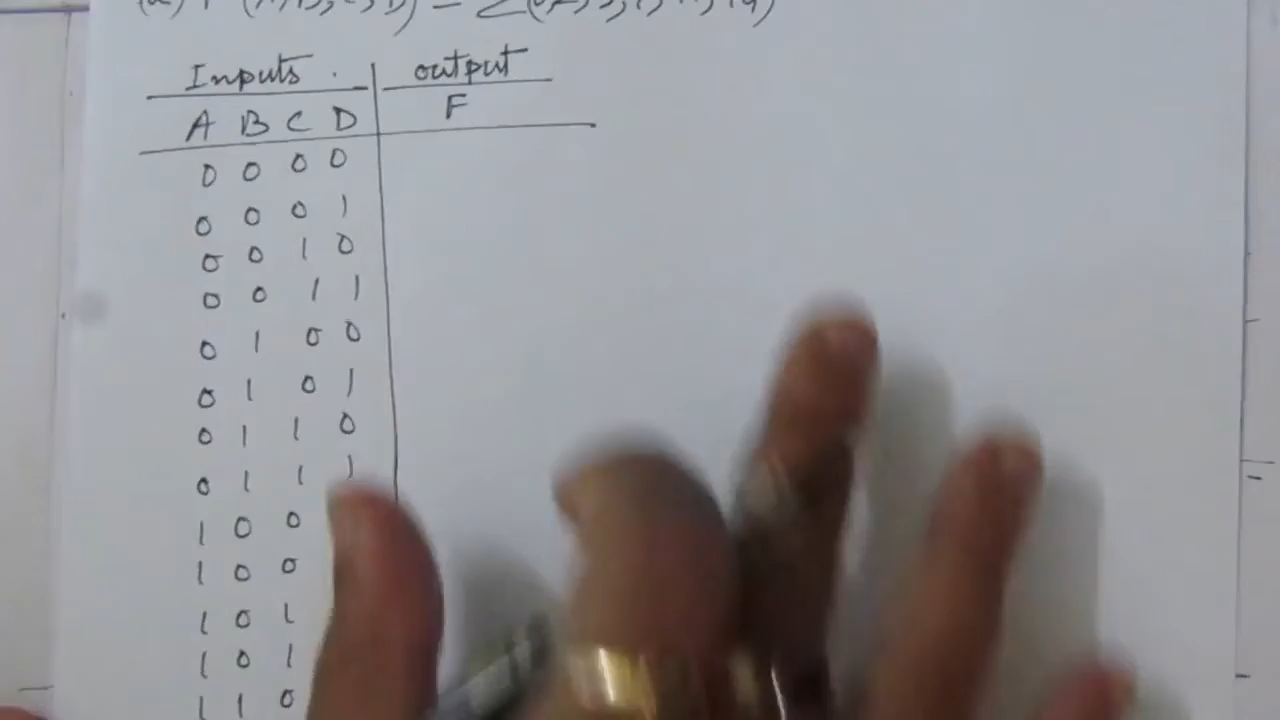 Inputs. output
A B C D F
0 0 0 0
0 0 0 1
0 0 1 0
0 0 1 1
0 1 0 0
0 1 0 1
0 1 1 0
0 1 1 1
1 0 0
1 0 0
1 0 1
1 0 1
1 1 0